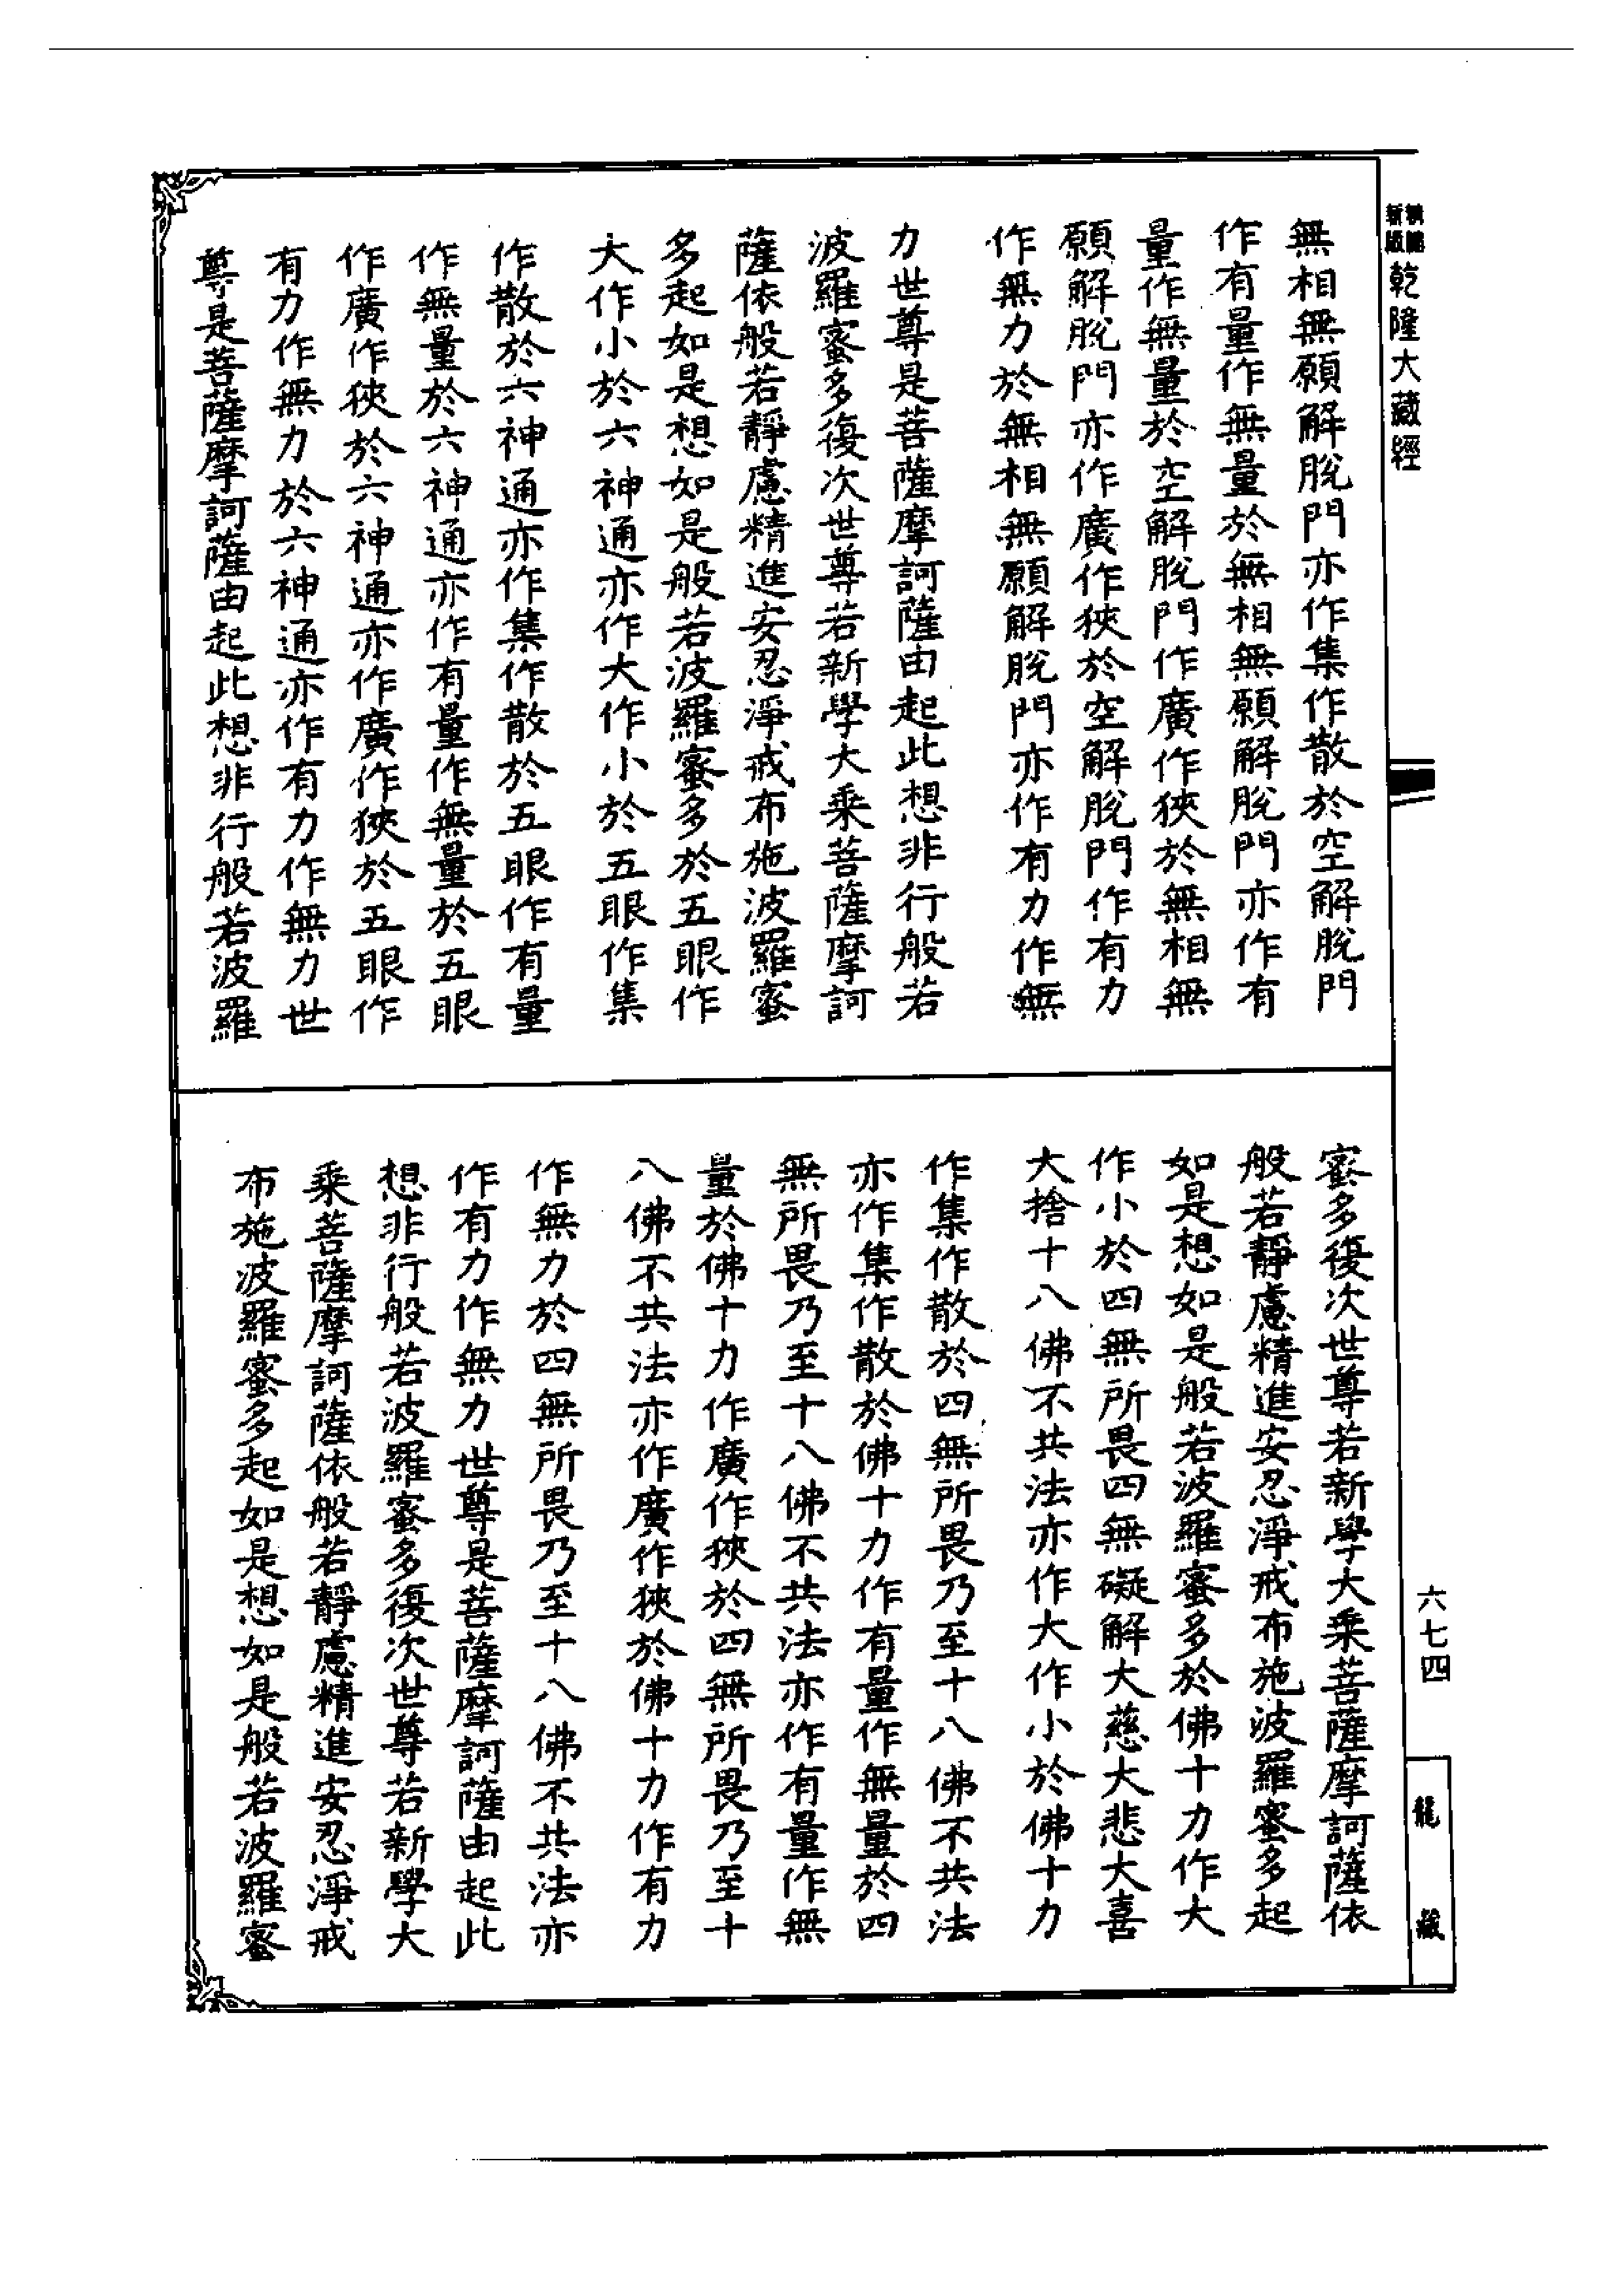 無相無願解脫門亦作集作散於空解脫門
作有量作無量於無相無願解脫門亦作有
量作無量於空解脫門作廣作狹於無相無
願解脫門亦作廣作狹於空解脫門作有力
作無力於無相無願解脫門亦作有力作無
力世尊是菩薩摩訶薩由起此想非行般若
波羅蜜多復次世尊若新學大乘菩薩摩訶
薩依般若靜慮精進安忍淨戒布施波羅蜜
多起如是想如是般若波羅蜜多於五眼作
大作小於六神通亦作大作小於五眼作集
作散於六神通亦作集作散於五眼作有量
作無量於六神通亦作有量作無量於五眼
作廣作狹於六神通亦作廣作狹於五眼作
有力作無力於六神通亦作有力作無力世
尊是菩薩摩訶薩由起此想非行般若波羅
蜜多復次世尊若新學大乘菩薩摩訶薩依
般若靜慮精進安忍淨戒布施波羅蜜多起
如是想如是般若波羅蜜多於佛十力作大
作小於四無所畏四無礙解大慈大悲大喜
大捨十八佛不共法亦作大作小於佛十力
作集作散於四無所畏乃至十八佛不共法
亦作集作散於佛十力作有量作無量於四
無所畏乃至十八佛不共法亦作有量作無
量於佛十力作廣作狹於四無所畏乃至十
八佛不共法亦作廣作狹於佛十力作有力
作無力於四無所畏乃至十八佛不共法亦
作有力作無力世尊是菩薩摩訶薩由起此
想非行般若波羅蜜多復次世尊若新學大
乘菩薩摩訶薩依般若靜慮精進安忍淨戒
布施波羅蜜多起如是想如是般若波羅蜜
乾隆大藏經
六七四
龍藏